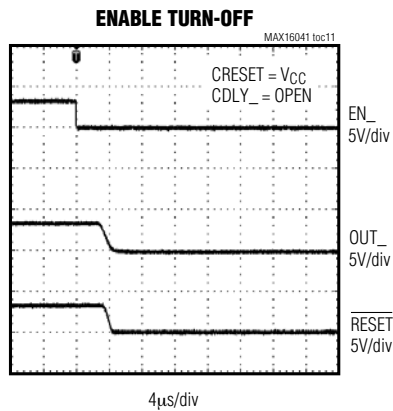 ENABLE TURN-OFF
MAX16041 toc11
CRESET = VCC
CDLY_ = OPEN
EN_
5V/div
OUT_
5V/div
RESET
5V/div
4μs/div